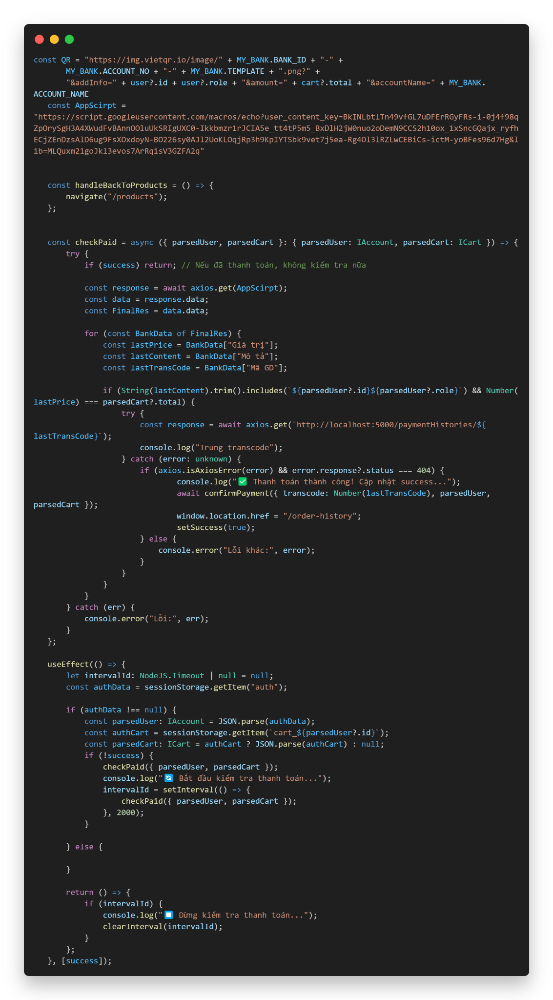 const QR = "https://img.vietqr.io/image/" + MY_BANK.BANK_ID + "-" +
MY_BANK.ACCOUNT_NO + "-" + MY_BANK.TEMPLATE + ".png?" +
"&addInfo=" + user?.id + user?.role + "&amount=" + cart?.total + "&accountName=" + MY_BANK.
ACCOUNT_NAME
const AppScirpt =
"https://script.googleusercontent.com/macros/echo?user_content_key=BkINLbtlTn49vfGL7uDFErRGyFRs-i-0j4f98q
ZpOrySgH3A4XWudFvBAnnOOluUkSRIgUXC0-Ikkbmzr1rJCIA5e_tt4tP5m5_BxDlH2jW0nuo2oDemN9CCS2h10ox_1xSncGQajx_ryfh
ECjZEnDzsAlD6ug9FsXOxdoyN-BO226sy0AJl2UoKLOqjRp3h9KpIYTSbk9vet7j5ea-Rg4Ol3lRZLwCEBiCs-ictM-yoBFes96d7Hg&l
ib=MLQuxm21goJkl3evos7ArRqisV3GZFA2q"
const handleBackToProducts = () => {
navigate("/products");
};
const checkPaid = async ({ parsedUser, parsedCart }: { parsedUser: IAccount, parsedCart: ICart }) => {
try {
if (success) return; // Nếu đã thanh toán, không kiểm tra nữa
const response = await axios.get(AppScirpt);
const data = response.data;
const FinalRes = data.data;
for (const BankData of FinalRes) {
const lastPrice = BankData["Giá trị"];
const lastContent = BankData["Mô tả"];
const lastTransCode = BankData["Mã GD"];
if (String(lastContent).trim().includes(`${parsedUser?.id}${parsedUser?.role}`) && Number(
lastPrice) === parsedCart?.total) {
try {
const response = await axios.get(`http://localhost:5000/paymentHistories/${
lastTransCode}`);
console.log("Trung transcode");
} catch (error: unknown) {
if (axios.isAxiosError(error) && error.response?.status === 404) {
console.log("✅ Thanh toán thành công! Cập nhật success...");
await confirmPayment({ transcode: Number(lastTransCode), parsedUser,
parsedCart });
window.location.href = "/order-history";
setSuccess(true);
} else {
console.error("Lỗi khác:", error);
}
}
}
}
} catch (err) {
console.error("Lỗi:", err);
}
};
useEffect(() => {
let intervalId: NodeJS.Timeout | null = null;
const authData = sessionStorage.getItem("auth");
if (authData !== null) {
const parsedUser: IAccount = JSON.parse(authData);
const authCart = sessionStorage.getItem(`cart_${parsedUser?.id}`);
const parsedCart: ICart = authCart ? JSON.parse(authCart) : null;
if (!success) {
checkPaid({ parsedUser, parsedCart });
console.log("🔄 Bắt đầu kiểm tra thanh toán...");
intervalId = setInterval(() => {
checkPaid({ parsedUser, parsedCart });
}, 2000);
}
} else {
}
return () => {
if (intervalId) {
console.log("⏹ Dừng kiểm tra thanh toán...");
clearInterval(intervalId);
}
};
}, [success]);